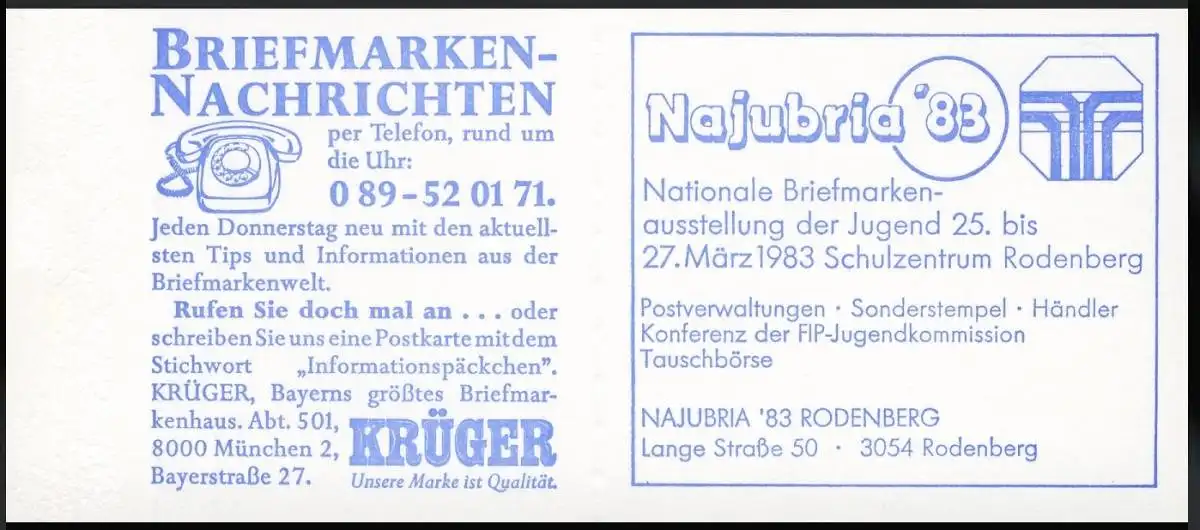 BRIEFMARKEN-
NACHRICHTEN
per Telefon, rund um
die Uhr:
0 89 – 52 01 71.
Jeden Donnerstag neu mit den aktuell-
sten Tips und Informationen aus der
Briefmarkenwelt.
Rufen Sie doch mal an . . . oder
schreiben Sie uns eine Postkarte mit dem
Stichwort „Informationspäckchen”.
KRÜGER, Bayerns größtes Briefmar-
kenhaus. Abt. 501,
8000 München 2,
Bayerstraße 27.
KRÜGER
Unsere Marke ist Qualität.
Najubria '83
Nationale Briefmarken-
ausstellung der Jugend 25. bis
27. März 1983 Schulzentrum Rodenberg
Postverwaltungen · Sonderstempel · Händler
Konferenz der FIP-Jugendkommission
Tauschbörse
NAJUBRIA '83 RODENBERG
Lange Straße 50 · 3054 Rodenberg